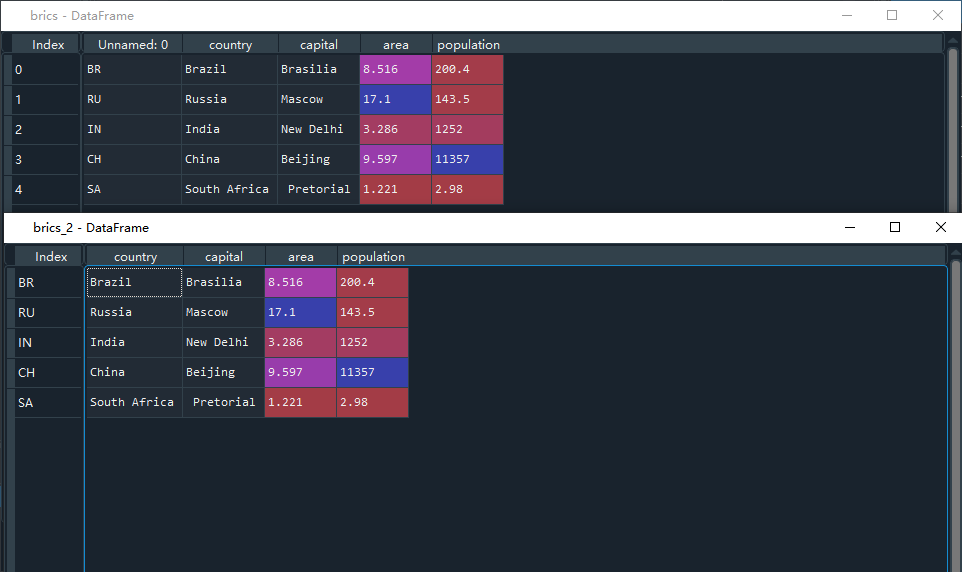 brics - DataFrame
Index Unnamed: 0 country capital area population
0 BR Brazil Brasilia 8.516 200.4
1 RU Russia Mascow 17.1 143.5
2 IN India New Delhi 3.286 1252
3 CH China Beijing 9.597 11357
4 SA South Africa Pretorial 1.221 2.98
brics_2 - DataFrame
Index country capital area population
BR Brazil Brasilia 8.516 200.4
RU Russia Mascow 17.1 143.5
IN India New Delhi 3.286 1252
CH China Beijing 9.597 11357
SA South Africa Pretorial 1.221 2.98